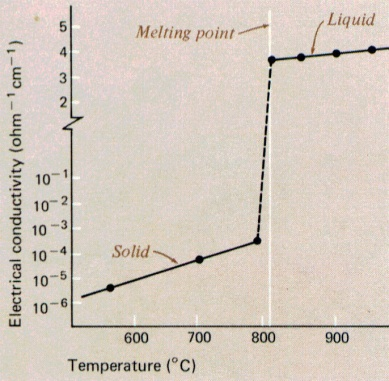 Electrical conductivity (ohm⁻¹ cm⁻¹)
5
4
3
2
10⁻¹
10⁻²
10⁻³
10⁻⁴
10⁻⁵
10⁻⁶
Melting point
Liquid
Solid
600 700 800 900
Temperature (°C)